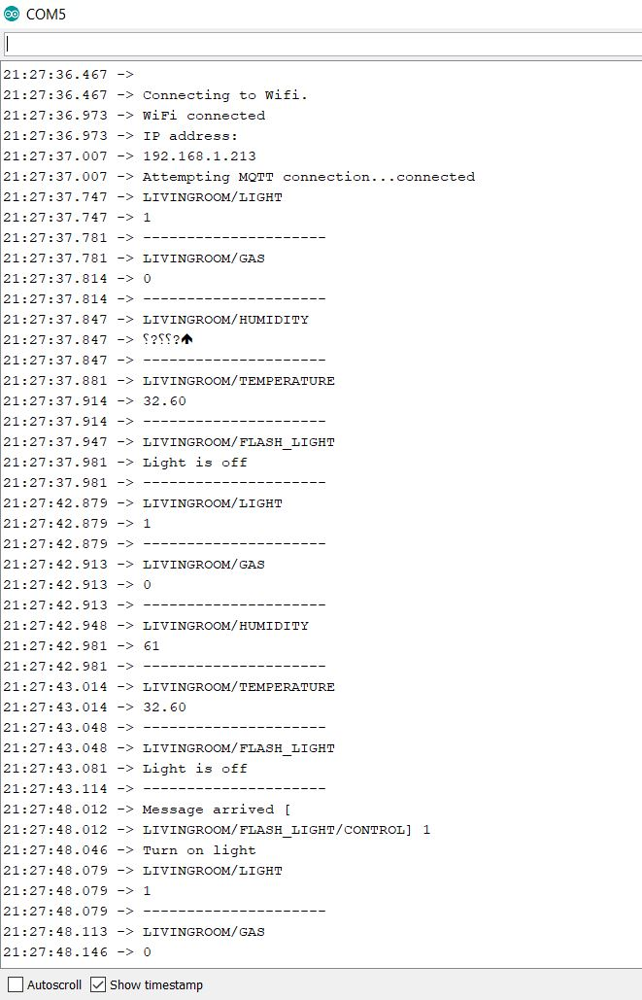 COM5
21:27:36.467 ->
21:27:36.467 -> Connecting to Wifi.
21:27:36.973 -> WiFi connected
21:27:36.973 -> IP address:
21:27:37.007 -> 192.168.1.213
21:27:37.007 -> Attempting MQTT connection...connected
21:27:37.747 -> LIVINGROOM/LIGHT
21:27:37.747 -> 1
21:27:37.781 -> ---------------------
21:27:37.781 -> LIVINGROOM/GAS
21:27:37.814 -> 0
21:27:37.814 -> ---------------------
21:27:37.847 -> LIVINGROOM/HUMIDITY
21:27:37.847 -> ⸮?⸮⸮?🡅
21:27:37.847 -> ---------------------
21:27:37.881 -> LIVINGROOM/TEMPERATURE
21:27:37.914 -> 32.60
21:27:37.914 -> ---------------------
21:27:37.947 -> LIVINGROOM/FLASH_LIGHT
21:27:37.981 -> Light is off
21:27:37.981 -> ---------------------
21:27:42.879 -> LIVINGROOM/LIGHT
21:27:42.879 -> 1
21:27:42.879 -> ---------------------
21:27:42.913 -> LIVINGROOM/GAS
21:27:42.913 -> 0
21:27:42.913 -> ---------------------
21:27:42.948 -> LIVINGROOM/HUMIDITY
21:27:42.981 -> 61
21:27:42.981 -> ---------------------
21:27:43.014 -> LIVINGROOM/TEMPERATURE
21:27:43.014 -> 32.60
21:27:43.048 -> ---------------------
21:27:43.048 -> LIVINGROOM/FLASH_LIGHT
21:27:43.081 -> Light is off
21:27:43.114 -> ---------------------
21:27:48.012 -> Message arrived [
21:27:48.012 -> LIVINGROOM/FLASH_LIGHT/CONTROL] 1
21:27:48.046 -> Turn on light
21:27:48.079 -> LIVINGROOM/LIGHT
21:27:48.079 -> 1
21:27:48.079 -> ---------------------
21:27:48.113 -> LIVINGROOM/GAS
21:27:48.146 -> 0
Autoscroll Show timestamp